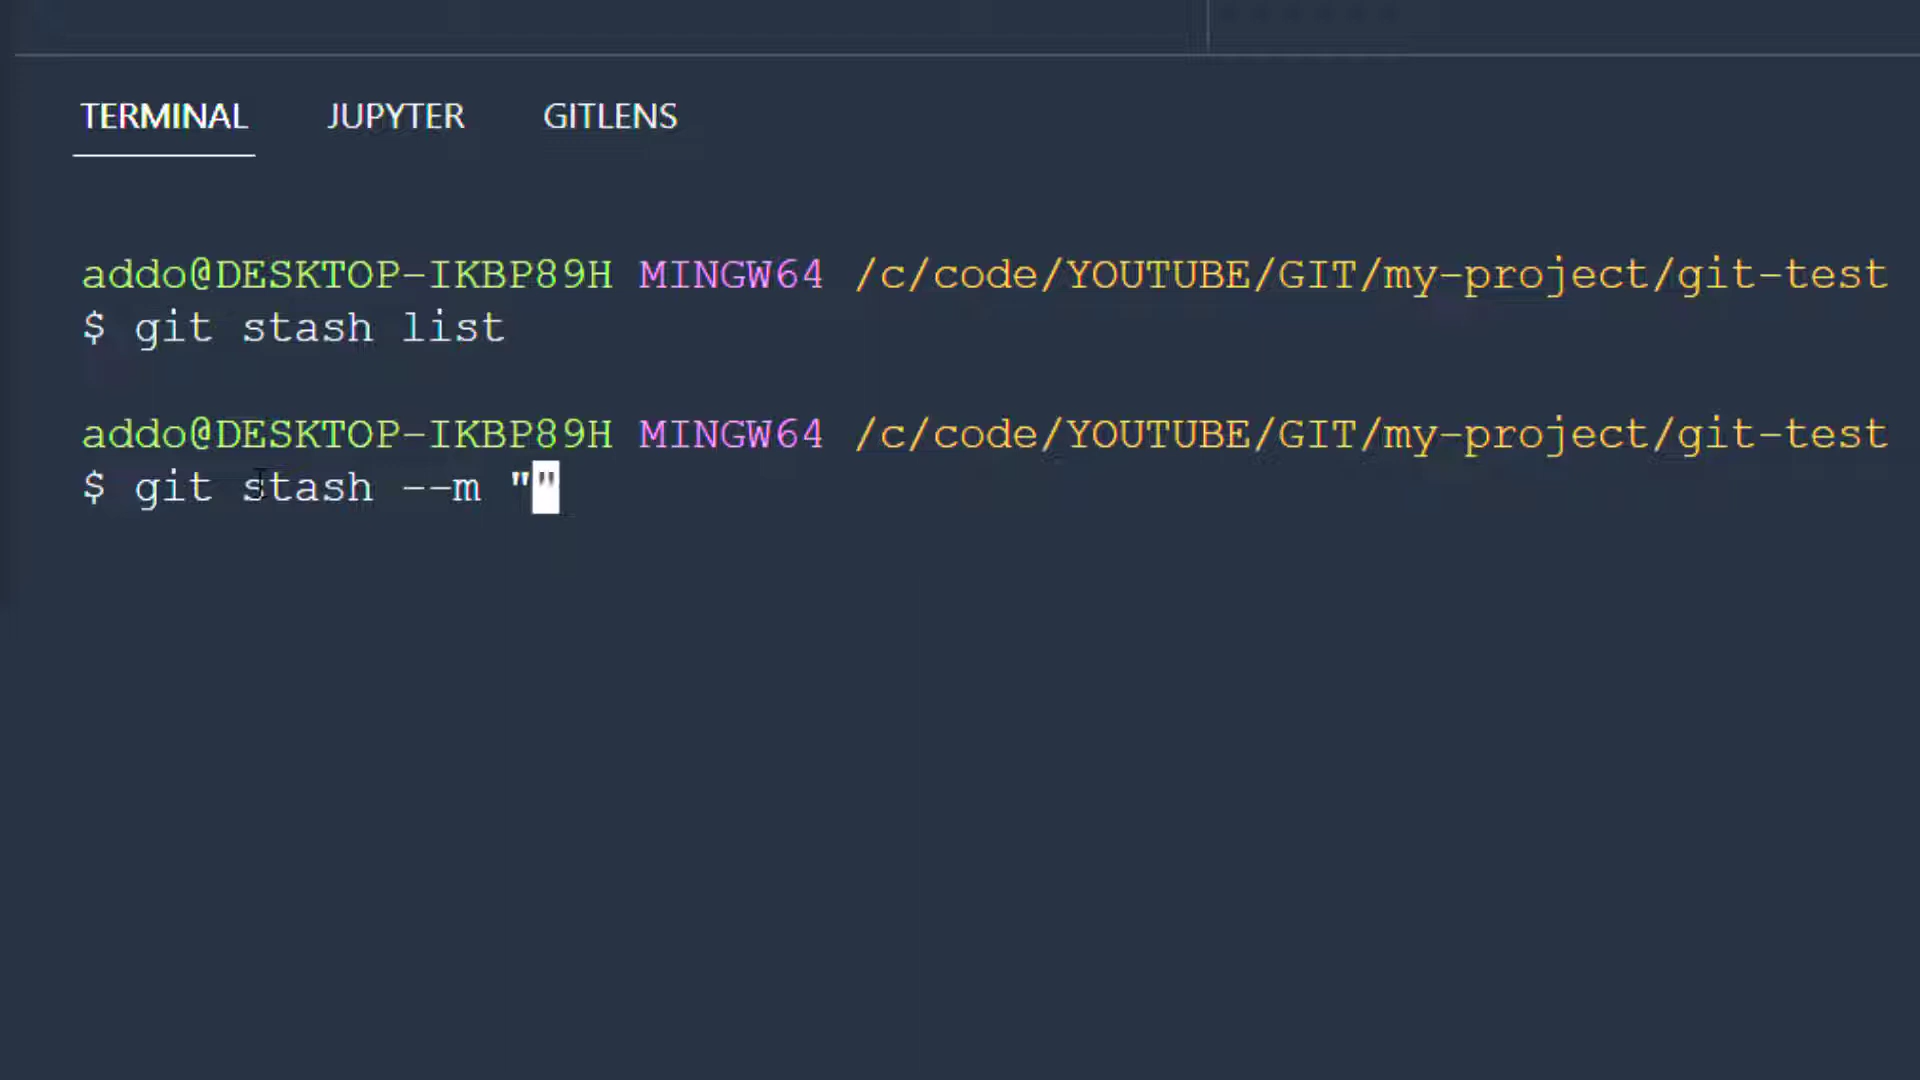 TERMINAL JUPYTER GITLENS
addo@DESKTOP-IKBP89H MINGW64 /c/code/YOUTUBE/GIT/my-project/git-test
$ git stash list
addo@DESKTOP-IKBP89H MINGW64 /c/code/YOUTUBE/GIT/my-project/git-test
$ git stash --m ""